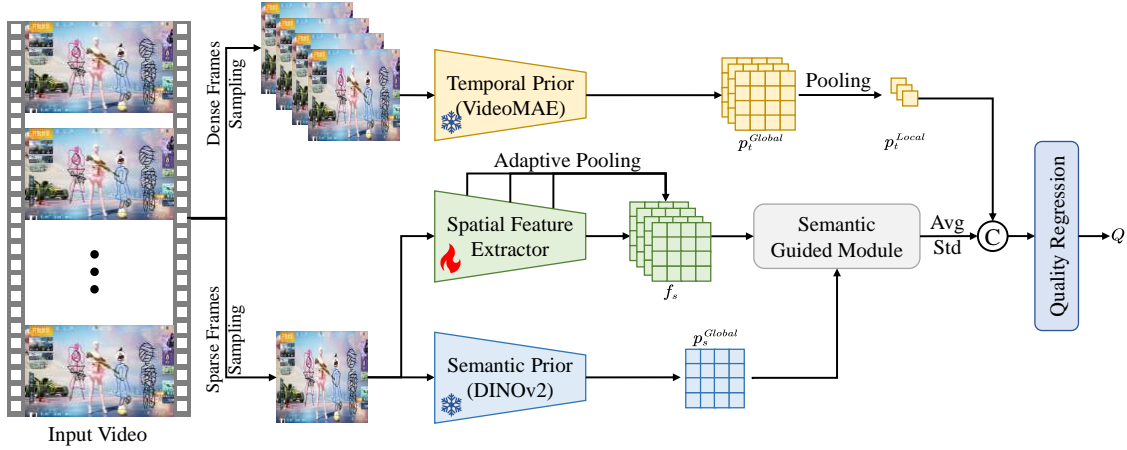 Dense Frames
Sampling
Temporal Prior
(VideoMAE)
Pooling
p_t^{Global}
p_t^{Local}
Adaptive Pooling
Spatial Feature
Extractor
f_s
Semantic
Guided Module
Avg
Std
C
Quality Regression
Q
Sparse Frames
Sampling
Semantic Prior
(DINOv2)
p_s^{Global}
Input Video